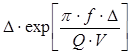 Δ · exp[π · f · Δ / Q · V]